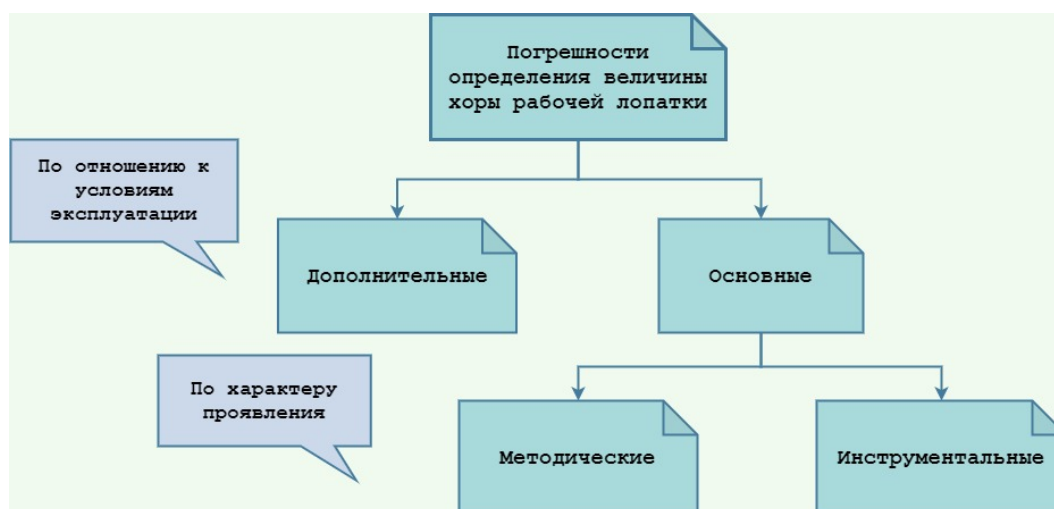 Погрешности
определения величины
хоры рабочей лопатки
По отношению к
условиям
эксплуатации
Дополнительные
Основные
По характеру
проявления
Методические
Инструментальные